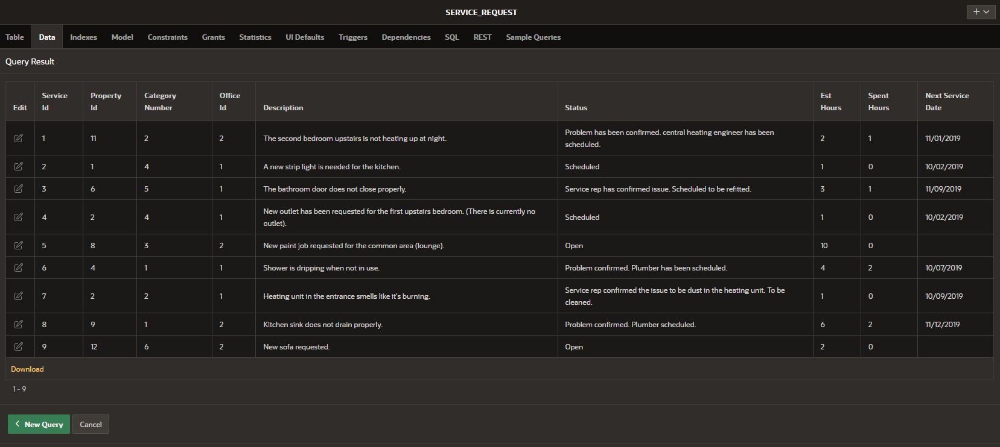 SERVICE_REQUEST
Table Data Indexes Model Constraints Grants Statistics UI Defaults Triggers Dependencies SQL REST Sample Queries
Query Result
Edit Service Id Property Id Category Number Office Id Description Status Est Hours Spent Hours Next Service Date
1 11 2 2 The second bedroom upstairs is not heating up at night. Problem has been confirmed. central heating engineer has been scheduled. 2 1 11/01/2019
2 1 4 1 A new strip light is needed for the kitchen. Scheduled 1 0 10/02/2019
3 6 5 1 The bathroom door does not close properly. Service rep has confirmed issue. Scheduled to be refitted. 3 1 11/09/2019
4 2 4 1 New outlet has been requested for the first upstairs bedroom. (There is currently no outlet). Scheduled 1 0 10/02/2019
5 8 3 2 New paint job requested for the common area (lounge). Open 10 0
6 4 1 1 Shower is dripping when not in use. Problem confirmed. Plumber has been scheduled. 4 2 10/07/2019
7 2 2 1 Heating unit in the entrance smells like it's burning. Service rep confirmed the issue to be dust in the heating unit. To be cleaned. 1 0 10/09/2019
8 9 1 2 Kitchen sink does not drain properly. Problem confirmed. Plumber scheduled. 6 2 11/12/2019
9 12 6 2 New sofa requested. Open 2 0
Download
1 - 9
New Query Cancel